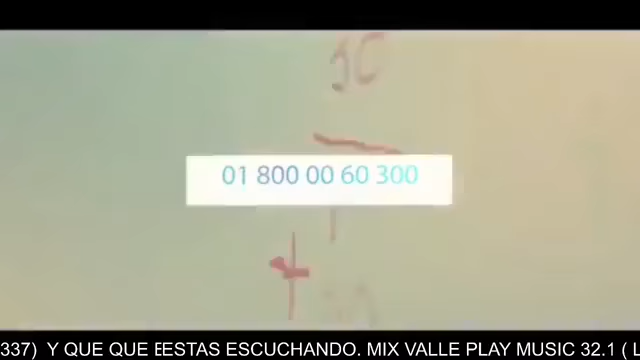 01 800 00 60 300
337) Y QUE QUE EESTAS ESCUCHANDO. MIX VALLE PLAY MUSIC 32.1 (